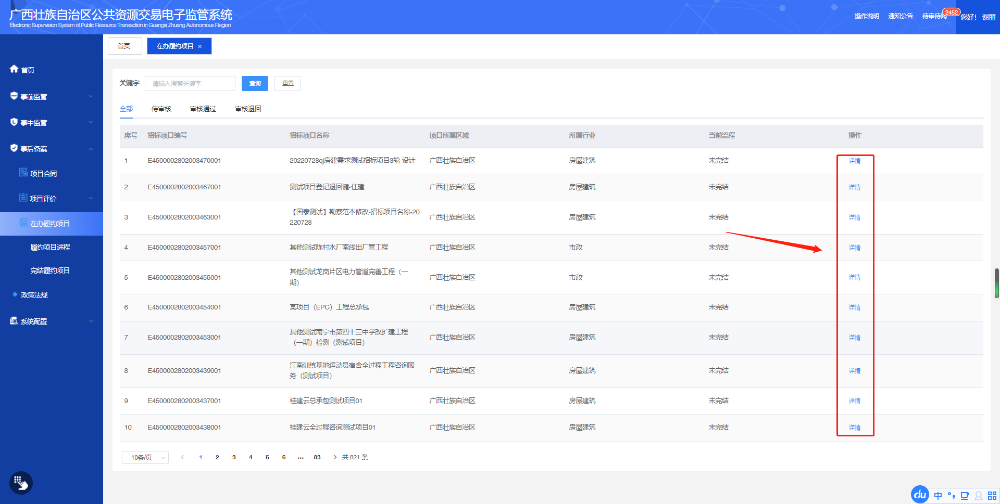 广西壮族自治区公共资源交易电子监管系统
Electronic Supervision System of Public Resource Transaction in Guangxi Zhuang Autonomous Region
操作说明 通知公告 待审待阅 2452 您好! 谢丽
首页 在办履约项目 ×
首页
事前监管
事中监管
事后备案
项目合同
项目评价
在办履约项目
履约项目进程
完结履约项目
政策法规
系统配置
关键字 请输入搜索关键字 查询 重置
全部 待审核 审核通过 审核退回
序号 招标项目编号 招标项目名称 项目所属区域 所属行业 当前流程 操作
1 E4500002802003470001 20220728qj房建需求测试招标项目3轮-设计 广西壮族自治区 房屋建筑 未完结 详情
2 E4500002802003467001 测试项目登记退回键-住建 广西壮族自治区 房屋建筑 未完结 详情
3 E4500002802003463001 【国泰测试】勘察范本修改-招标项目名称-20
220728 广西壮族自治区 房屋建筑 未完结 详情
4 E4500002802003457001 其他测试陈村水厂南线出厂管工程 广西壮族自治区 市政 未完结 详情
5 E4500002802003455001 其他测试龙岗片区电力管道完善工程（一
期） 广西壮族自治区 市政 未完结 详情
6 E4500002802003454001 某项目（EPC）工程总承包 广西壮族自治区 房屋建筑 未完结 详情
7 E4500002802003453001 其他测试南宁市第四十三中学改扩建工程
（一期）检测（测试项目） 广西壮族自治区 房屋建筑 未完结 详情
8 E4500002802003439001 江南训练基地运动员宿舍全过程工程咨询服
务（测试项目） 广西壮族自治区 房屋建筑 未完结 详情
9 E4500002802003437001 桂建云总承包测试项目01 广西壮族自治区 房屋建筑 未完结 详情
10 E4500002802003438001 桂建云全过程咨询测试项目01 广西壮族自治区 房屋建筑 未完结 详情
10条/页 1 2 3 4 5 6 ... 83 共 821 条
du 中